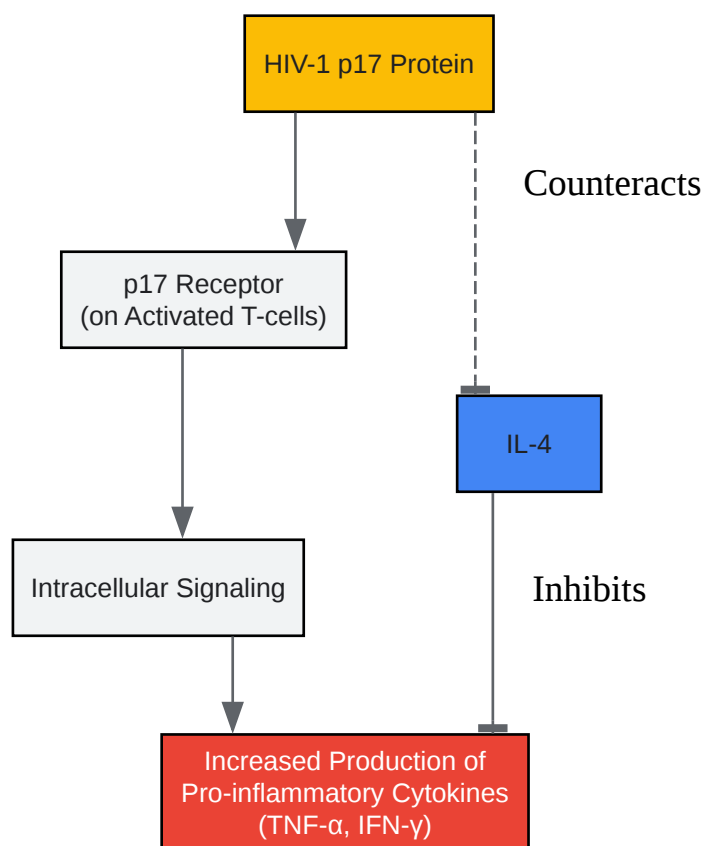 HIV-1 p17 Protein
Counteracts
p17 Receptor
(on Activated T-cells)
IL-4
Intracellular Signaling
Inhibits
Increased Production of
Pro-inflammatory Cytokines
(TNF-α, IFN-γ)